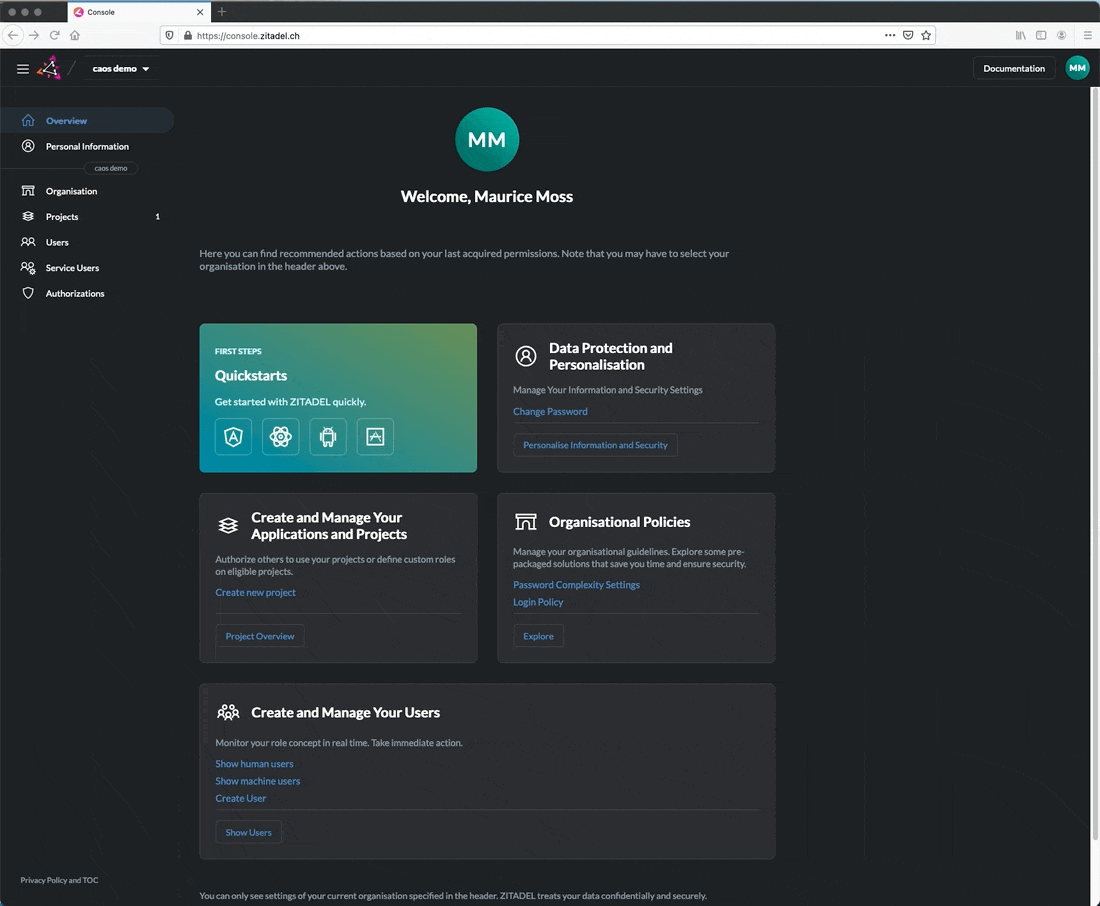 Console
https://console.zitadel.ch
caos demo
Documentation
MM
Overview
Personal Information
caos demo
Organisation
Projects 1
Users
Service Users
Authorizations
MM
Welcome, Maurice Moss
Here you can find recommended actions based on your last acquired permissions. Note that you may have to select your
organisation in the header above.
FIRST STEPS
Quickstarts
Get started with ZITADEL quickly.
Data Protection and
Personalisation
Manage Your Information and Security Settings
Change Password
Personalise Information and Security
Create and Manage Your
Applications and Projects
Authorize others to use your projects or define custom roles
on eligible projects.
Create new project
Project Overview
Organisational Policies
Manage your organisational guidelines. Explore some pre-
packaged solutions that save you time and ensure security.
Password Complexity Settings
Login Policy
Explore
Create and Manage Your Users
Monitor your role concept in real time. Take immediate action.
Show human users
Show machine users
Create User
Show Users
Privacy Policy and TOC
You can only see settings of your current organisation specified in the header. ZITADEL treats your data confidentially and securely.